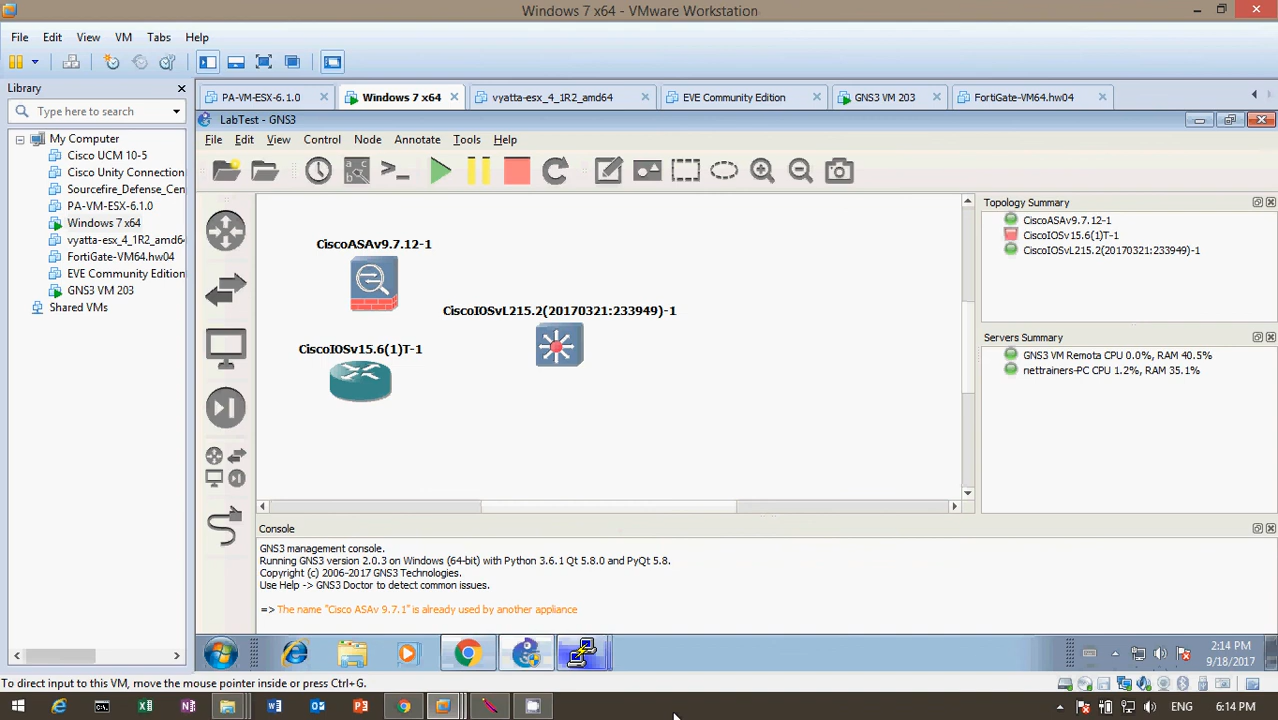 Windows 7 x64 - VMware Workstation
File Edit View VM Tabs Help
Library
Type here to search
My Computer
Cisco UCM 10-5
Cisco Unity Connection
Sourcefire_Defense_Cen
PA-VM-ESX-6.1.0
Windows 7 x64
vyatta-esx_4_1R2_amd64
FortiGate-VM64.hw04
EVE Community Edition
GNS3 VM 203
Shared VMs
PA-VM-ESX-6.1.0 Windows 7 x64 vyatta-esx_4_1R2_amd64 EVE Community Edition GNS3 VM 203 FortiGate-VM64.hw04
LabTest - GNS3
File Edit View Control Node Annotate Tools Help
CiscoASAv9.7.12-1
CiscoIOSvL215.2(20170321:233949)-1
CiscoIOSv15.6(1)T-1
Topology Summary
CiscoASAv9.7.12-1
CiscoIOSv15.6(1)T-1
CiscoIOSvL215.2(20170321:233949)-1
Servers Summary
GNS3 VM Remota CPU 0.0%, RAM 40.5%
nettrainers-PC CPU 1.2%, RAM 35.1%
Console
GNS3 management console.
Running GNS3 version 2.0.3 on Windows (64-bit) with Python 3.6.1 Qt 5.8.0 and PyQt 5.8.
Copyright (c) 2006-2017 GNS3 Technologies.
Use Help -> GNS3 Doctor to detect common issues.
=> The name "Cisco ASAv 9.7.1" is already used by another appliance
2:14 PM
9/18/2017
To direct input to this VM, move the mouse pointer inside or press Ctrl+G.
ENG 6:14 PM